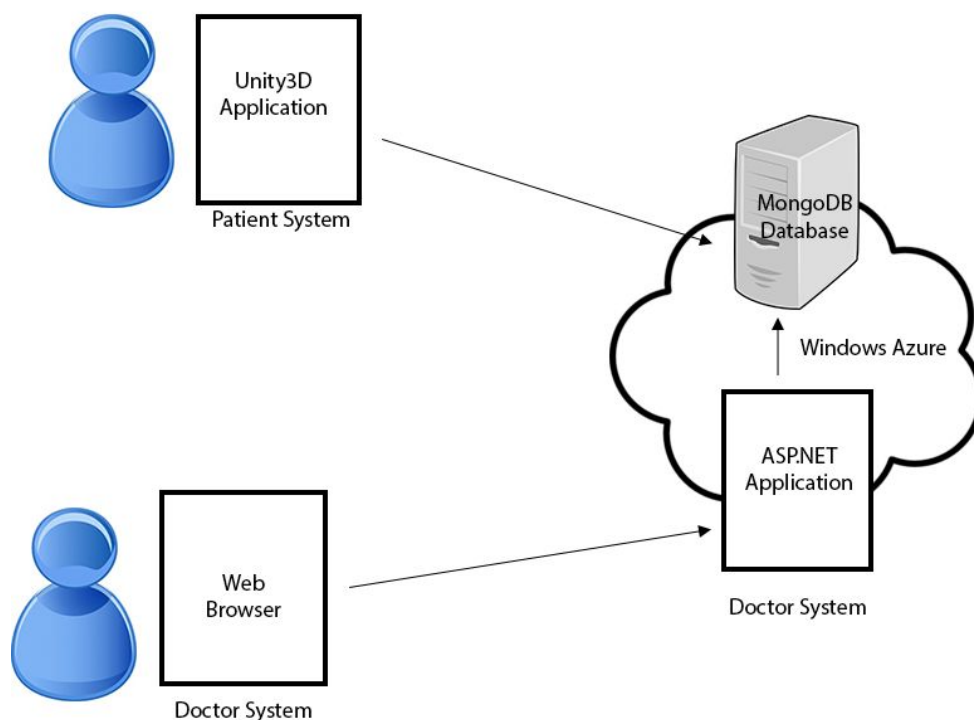 Unity3D
Application
Patient System
MongoDB
Database
Windows Azure
ASP.NET
Application
Doctor System
Web
Browser
Doctor System